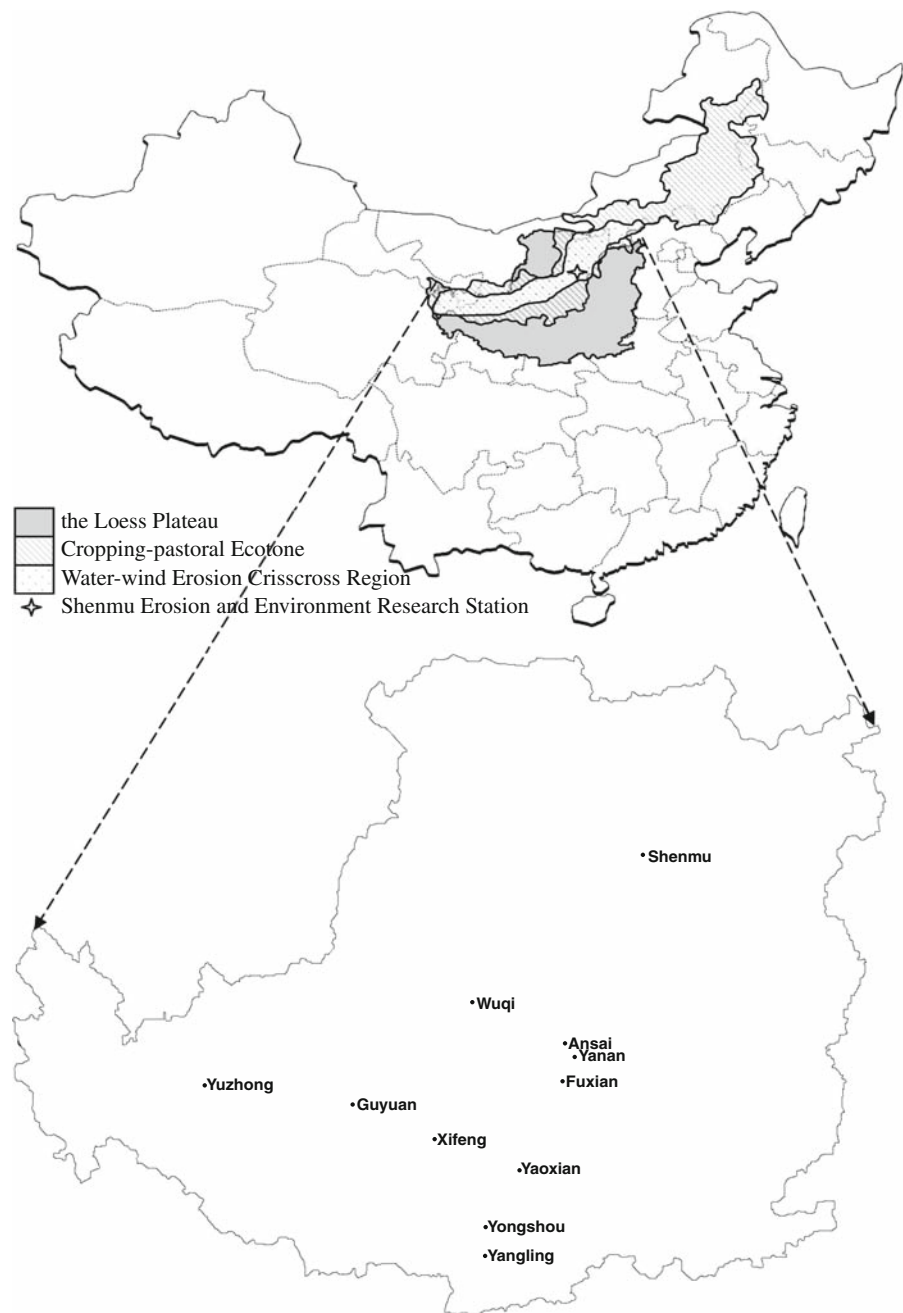 the Loess Plateau
Cropping-pastoral Ecotone
Water-wind Erosion Crisscross Region
Shenmu Erosion and Environment Research Station
Shenmu
Wuqi
Ansai
Yanan
Yuzhong
Fuxian
Guyuan
Xifeng
Yaoxian
Yongshou
Yangling